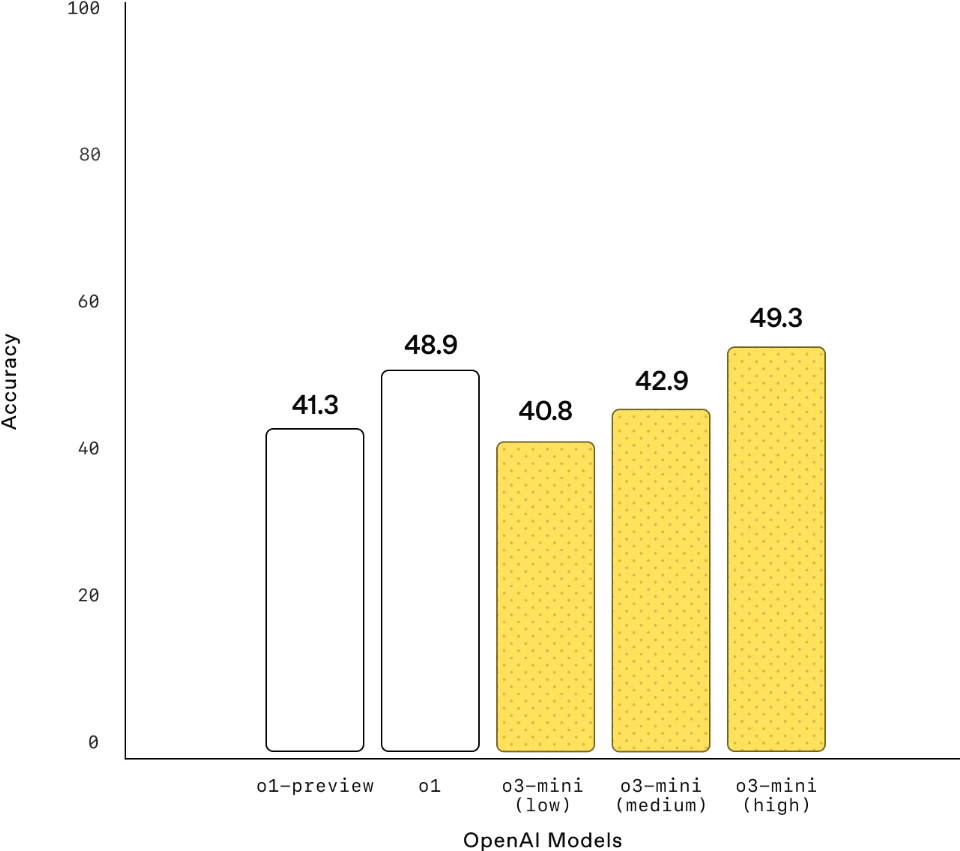 100
80
60
40
20
0
Accuracy
41.3
48.9
40.8
42.9
49.3
o1-preview
o1
o3-mini
(low)
o3-mini
(medium)
o3-mini
(high)
OpenAI Models